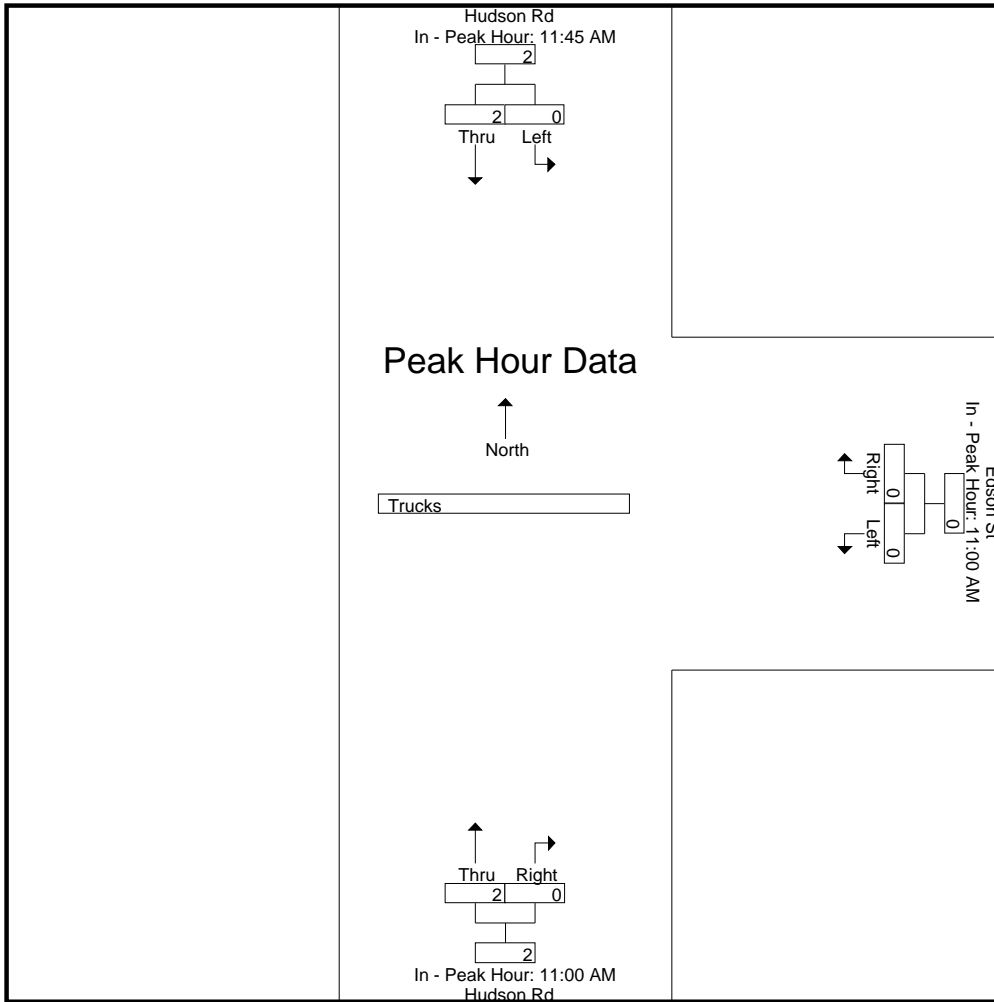 Hudson Rd
In - Peak Hour: 11:45 AM
2
2 0
Thru Left
Peak Hour Data
North
Trucks
In - Peak Hour: 11:00 AM
0
Right 0
Left 0
Thru Right
2 0
2
In - Peak Hour: 11:00 AM
Hudson Rd